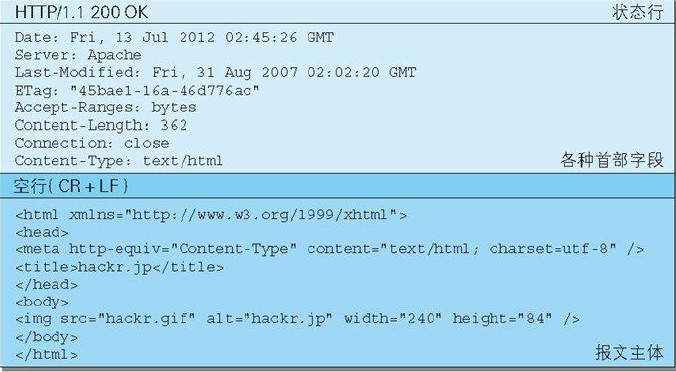 HTTP/1.1 200 OK 状态行
Date: Fri, 13 Jul 2012 02:45:26 GMT
Server: Apache
Last-Modified: Fri, 31 Aug 2007 02:02:20 GMT
ETag: "45bae1-16a-46d776ac"
Accept-Ranges: bytes
Content-Length: 362
Connection: close
Content-Type: text/html 各种首部字段
空行( CR + LF )
<html xmlns="http://www.w3.org/1999/xhtml">
<head>
<meta http-equiv="Content-Type" content="text/html; charset=utf-8" />
<title>hackr.jp</title>
</head>
<body>
<img src="hackr.gif" alt="hackr.jp" width="240" height="84" />
</body>
</html> 报文主体